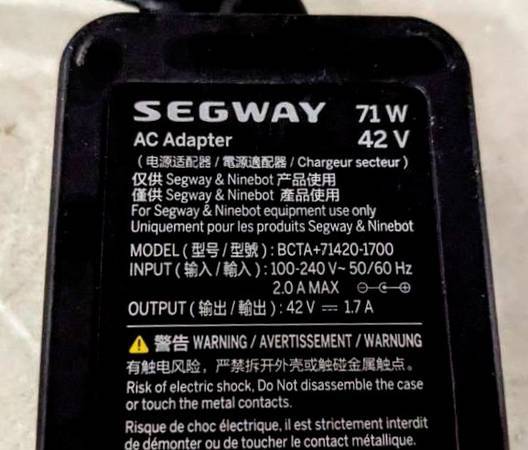 SEGWAY 71 W
AC Adapter 42 V
(电源适配器 / 電源適配器 / Chargeur secteur)
仅供 Segway & Ninebot 产品使用
僅供 Segway & Ninebot 產品使用
For Segway & Ninebot equipment use only
Uniquement pour les produits Segway & Ninebot
MODEL (型号 / 型號) : BCTA+71420-1700
INPUT (输入 / 輸入) : 100-240 V~ 50/60 Hz
2.0 A MAX
OUTPUT (输出 / 輸出) : 42 V ⎓ 1.7 A
警告 WARNING / AVERTISSEMENT / WARNUNG
有触电风险，严禁拆开外壳或触碰金属触点。
Risk of electric shock, Do Not disassemble the case
or touch the metal contacts.
Risque de choc électrique, il est strictement interdit
de démonter ou de toucher le contact métallique.